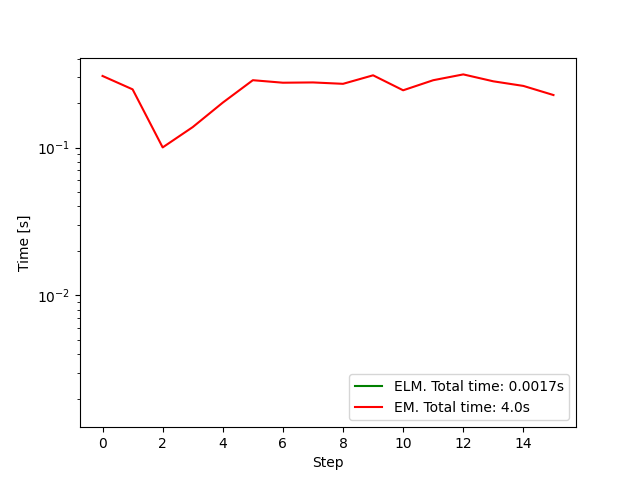 10⁻¹
10⁻²
Time [s]
ELM. Total time: 0.0017s
EM. Total time: 4.0s
0 2 4 6 8 10 12 14
Step